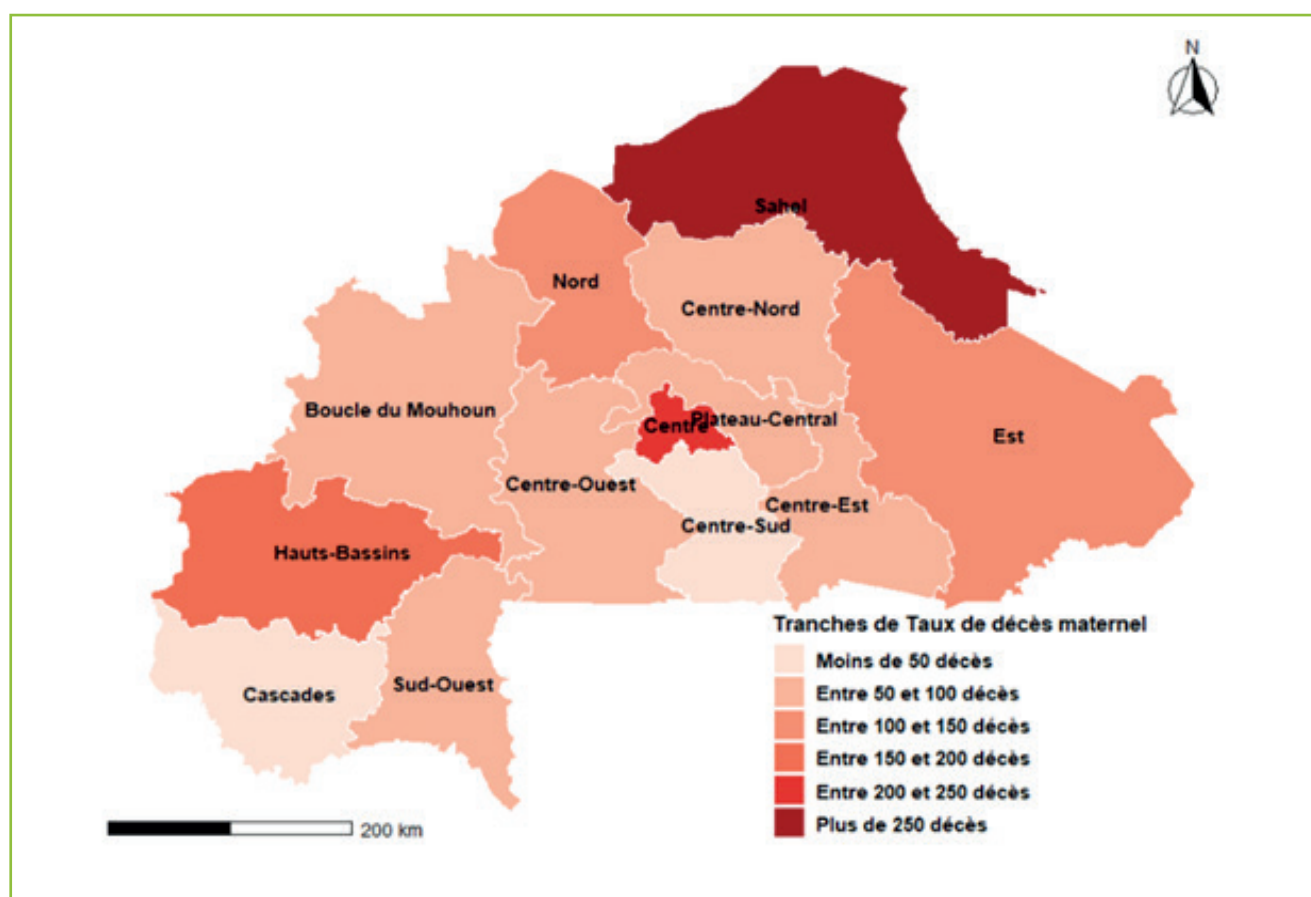 N
Sahel
Nord
Centre-Nord
Boucle du Mouhoun
Centre
Plateau-Central
Est
Centre-Ouest
Centre-Est
Centre-Sud
Hauts-Bassins
Sud-Ouest
Cascades
Tranches de Taux de décès maternel
Moins de 50 décès
Entre 50 et 100 décès
Entre 100 et 150 décès
Entre 150 et 200 décès
Entre 200 et 250 décès
Plus de 250 décès
200 km